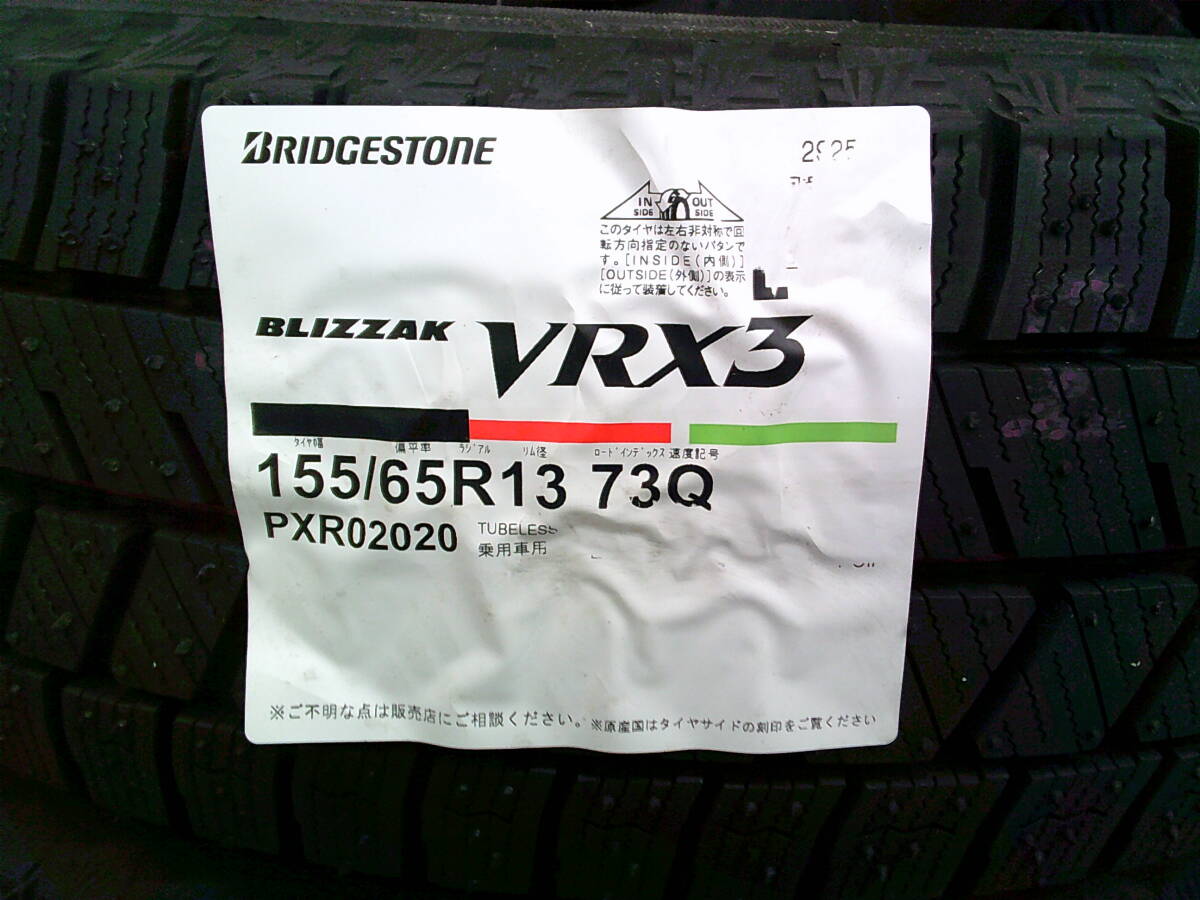 BRIDGESTONE
IN OUT
SIDE SIDE
このタイヤは左右非対称で回
転方向指定のないパタンで
す。[INSIDE(内側)]
[OUTSIDE(外側)]の表示
に従って装着してください。
BLIZZAK VRX3
タイヤ幅 偏平率 ラジアル リム径 ロードインデックス 速度記号
155/65R13 73Q
PXR02020 TUBELESS
乗用車用
※ご不明な点は販売店にご相談ください。※原産国はタイヤサイドの刻印をご覧ください